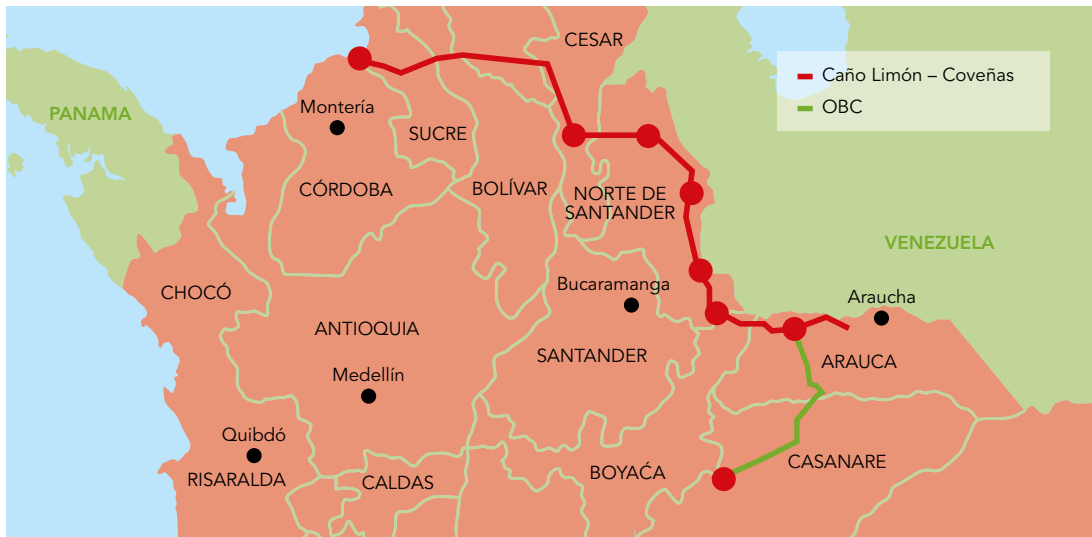 CESAR
Caño Limón – Coveñas
OBC
PANAMA
Montería
SUCRE
CÓRDOBA
BOLÍVAR
NORTE DE
SANTANDER
VENEZUELA
CHOCÓ
Bucaramanga
Araucha
ANTIOQUIA
SANTANDER
ARAUCA
Medellín
Quibdó
RISARALDA
CALDAS
BOYAĆA
CASANARE